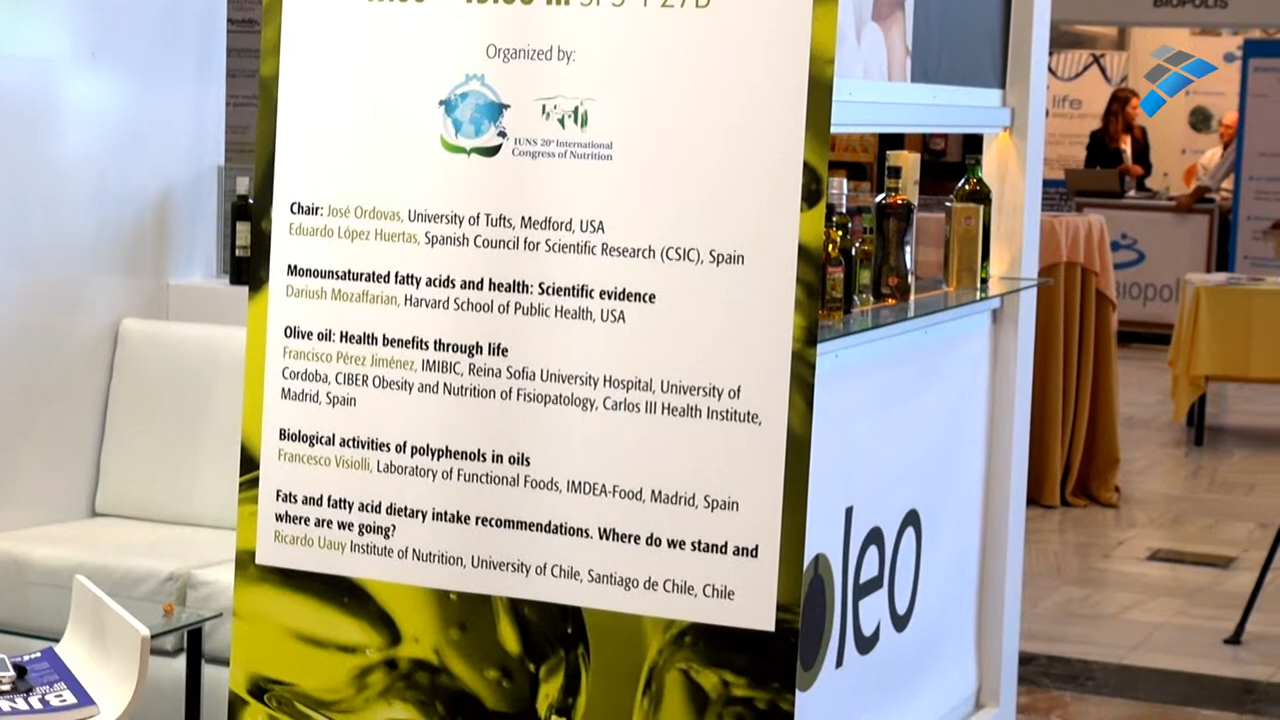 Organized by:
IUNS 20th International
Congress of Nutrition
Chair: José Ordovas, University of Tufts, Medford, USA
Eduardo López Huertas, Spanish Council for Scientific Research (CSIC), Spain
Monounsaturated fatty acids and health: Scientific evidence
Dariush Mozaffarian, Harvard School of Public Health, USA
Olive oil: Health benefits through life
Francisco Pérez Jiménez, IMIBIC, Reina Sofia University Hospital, University of
Cordoba, CIBER Obesity and Nutrition of Fisiopatology, Carlos III Health Institute,
Madrid, Spain
Biological activities of polyphenols in oils
Francesco Visiolli, Laboratory of Functional Foods, IMDEA-Food, Madrid, Spain
Fats and fatty acid dietary intake recommendations. Where do we stand and
where are we going?
Ricardo Uauy Institute of Nutrition, University of Chile, Santiago de Chile, Chile
oleo
BIOPOLIS
life
biopol
BJN